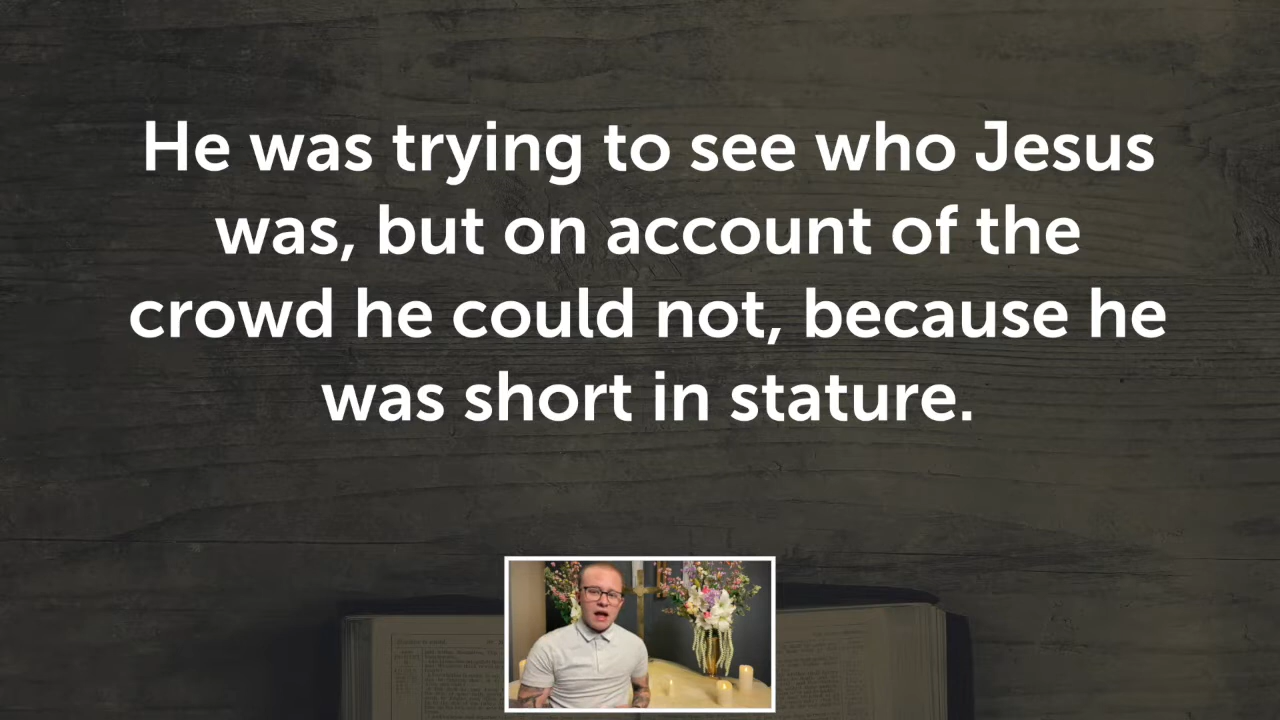 He was trying to see who Jesus
was, but on account of the
crowd he could not, because he
was short in stature.